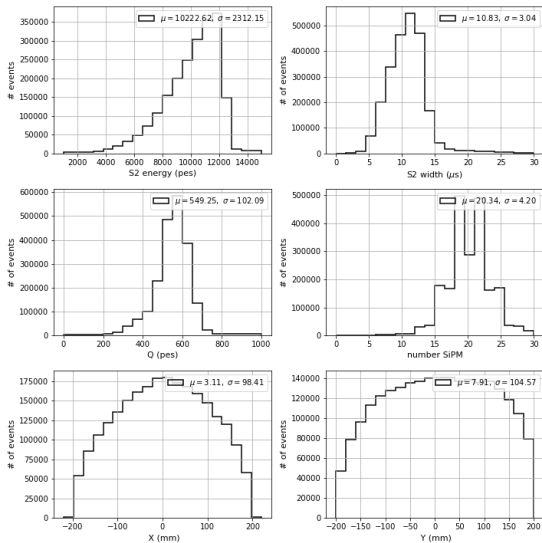 μ=10222.62, σ=2312.15
350000
300000
250000
200000
150000
100000
50000
0
# events
2000 4000 6000 8000 10000 12000 14000
S2 energy (pes)
μ=10.83, σ=3.04
500000
400000
300000
200000
100000
0
# of events
0 5 10 15 20 25 30
S2 width (μs)
μ=549.25, σ=102.09
600000
500000
400000
300000
200000
100000
0
# of events
0 200 400 600 800 1000
Q (pes)
μ=20.34, σ=4.20
500000
400000
300000
200000
100000
0
# of events
0 5 10 15 20 25 30
number SiPM
μ=3.11, σ=98.41
175000
150000
125000
100000
75000
50000
25000
0
# of events
−200 −100 0 100 200
X (mm)
μ=7.91, σ=104.57
140000
120000
100000
80000
60000
40000
20000
0
# of events
−200 −150 −100 −50 0 50 100 150 200
Y (mm)